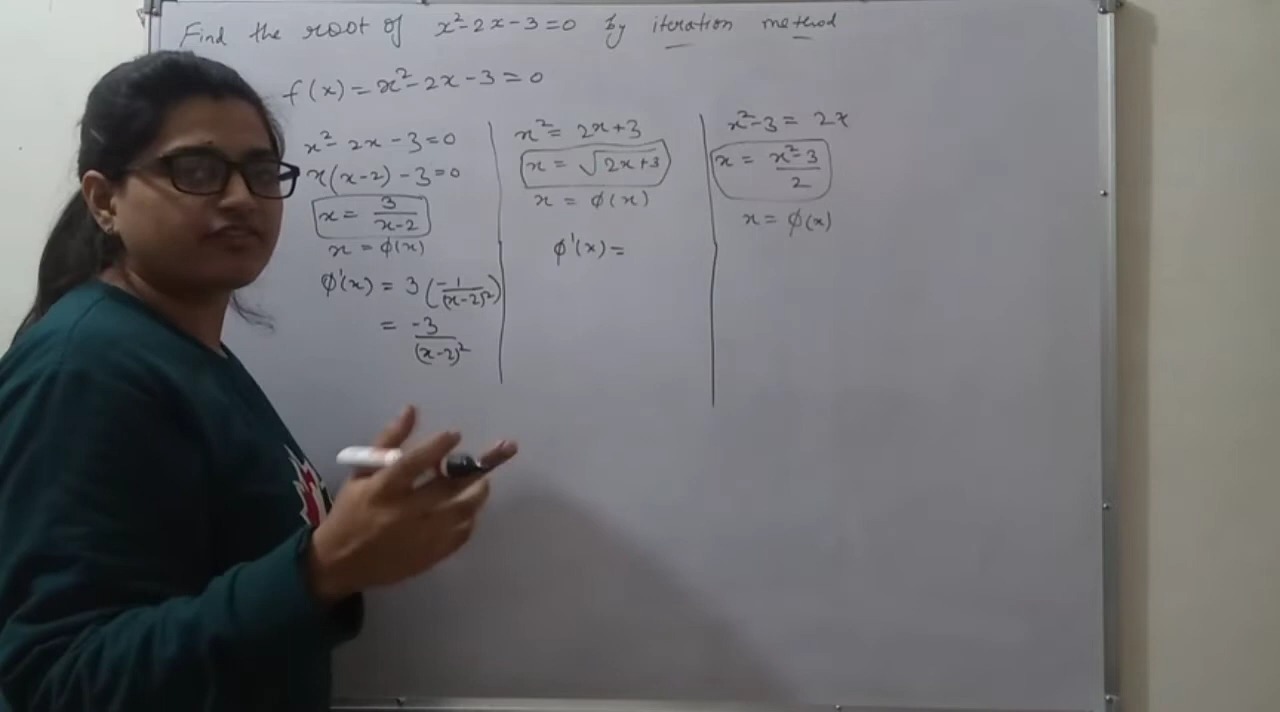 Find the root of x² - 2x - 3 = 0 by iteration method
f(x) = x² - 2x - 3 = 0
x² - 2x - 3 = 0
x(x-2) - 3 = 0
x = 3/(x-2)
x = ϕ(x)
ϕ'(x) = 3(-1/(x-2)²)
= -3/(x-2)²
x² = 2x+3
x = √(2x+3)
x = ϕ(x)
ϕ'(x) =
x² - 3 = 2x
x = (x²-3)/2
x = ϕ(x)